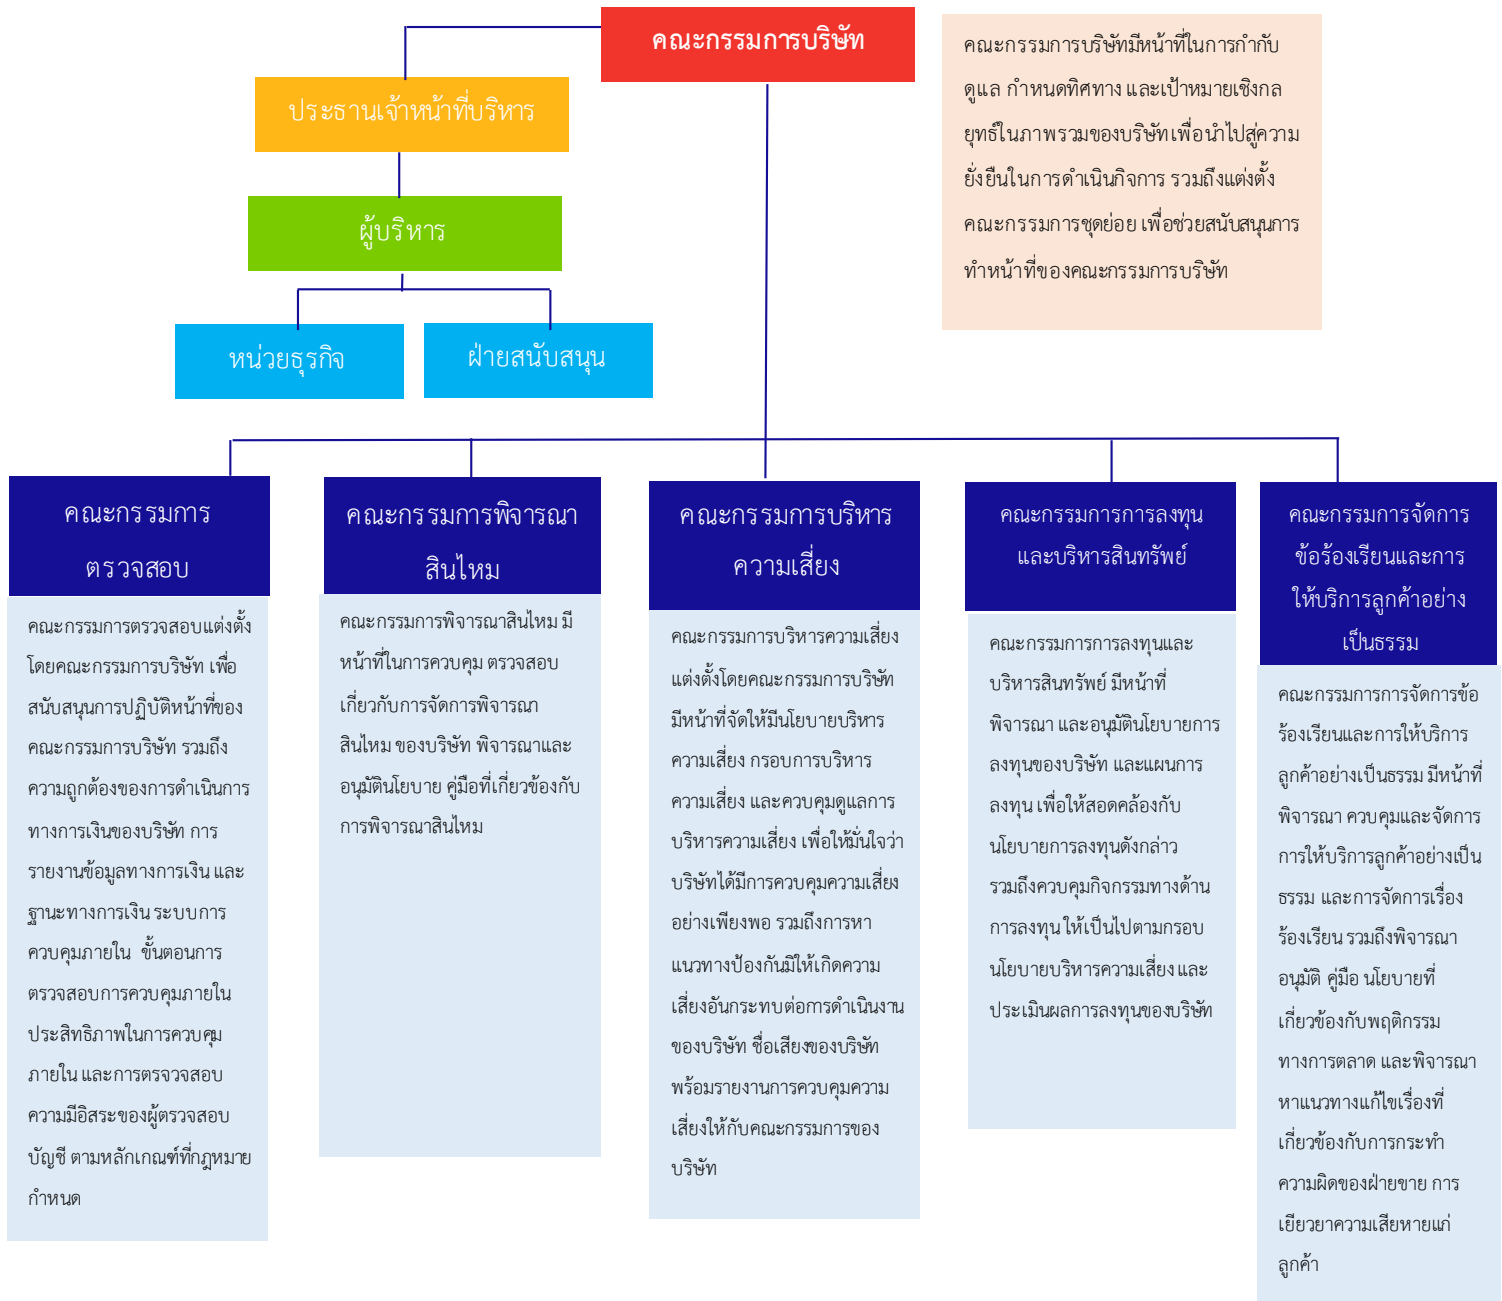 คณะกรรมการบริษัท
คณะกรรมการบริษัทมีหน้าที่ในการกำกับ
ดูแล กำหนดทิศทาง และเป้าหมายเชิงกล
ยุทธ์ในภาพรวมของบริษัทเพื่อนำไปสู่ความ
ยั่งยืนในการดำเนินกิจการ รวมถึงแต่งตั้ง
คณะกรรมการชุดย่อย เพื่อช่วยสนับสนุนการ
ทำหน้าที่ของคณะกรรมการบริษัท
ประธานเจ้าหน้าที่บริหาร
ผู้บริหาร
หน่วยธุรกิจ
ฝ่ายสนับสนุน
คณะกรรมการ
ตรวจสอบ
คณะกรรมการตรวจสอบแต่งตั้ง
โดยคณะกรรมการบริษัท เพื่อ
สนับสนุนการปฏิบัติหน้าที่ของ
คณะกรรมการบริษัท รวมถึง
ความถูกต้องของการดำเนินการ
ทางการเงินของบริษัท การ
รายงานข้อมูลทางการเงิน และ
ฐานะทางการเงิน ระบบการ
ควบคุมภายใน ขั้นตอนการ
ตรวจสอบการควบคุมภายใน
ประสิทธิภาพในการควบคุม
ภายใน และการตรจวจสอบ
ความมีอิสระของผู้ตรวจสอบ
บัญชี ตามหลักเกณฑ์ที่กฎหมาย
กำหนด
คณะกรรมการพิจารณา
สินไหม
คณะกรรมการพิจารณาสินไหม มี
หน้าที่ในการควบคุม ตรวจสอบ
เกี่ยวกับการจัดการพิจารณา
สินไหม ของบริษัท พิจารณาและ
อนุมัตินโยบาย คู่มือที่เกี่ยวข้องกับ
การพิจารณาสินไหม
คณะกรรมการบริหาร
ความเสี่ยง
คณะกรรมการบริหารความเสี่ยง
แต่งตั้งโดยคณะกรรมการบริษัท
มีหน้าที่จัดให้มีนโยบายบริหาร
ความเสี่ยง กรอบการบริหาร
ความเสี่ยง และควบคุมดูแลการ
บริหารความเสี่ยง เพื่อให้มั่นใจว่า
บริษัทได้มีการควบคุมความเสี่ยง
อย่างเพียงพอ รวมถึงการหา
แนวทางป้องกันมิให้เกิดความ
เสี่ยงอันกระทบต่อการดำเนินงาน
ของบริษัท ชื่อเสียงของบริษัท
พร้อมรายงานการควบคุมความ
เสี่ยงให้กับคณะกรรมการของ
บริษัท
คณะกรรมการการลงทุน
และบริหารสินทรัพย์
คณะกรรมการการลงทุนและ
บริหารสินทรัพย์ มีหน้าที่
พิจารณา และอนุมัตินโยบายการ
ลงทุนของบริษัท และแผนการ
ลงทุน เพื่อให้สอดคล้องกับ
นโยบายการลงทุนดังกล่าว
รวมถึงควบคุมกิจกรรมทางด้าน
การลงทุน ให้เป็นไปตามกรอบ
นโยบายบริหารความเสี่ยง และ
ประเมินผลการลงทุนของบริษัท
คณะกรรมการจัดการ
ข้อร้องเรียนและการ
ให้บริการลูกค้าอย่าง
เป็นธรรม
คณะกรรมการการจัดการข้อ
ร้องเรียนและการให้บริการ
ลูกค้าอย่างเป็นธรรม มีหน้าที่
พิจารณา ควบคุมและจัดการ
การให้บริการลูกค้าอย่างเป็น
ธรรม และการจัดการเรื่อง
ร้องเรียน รวมถึงพิจารณา
อนุมัติ คู่มือ นโยบายที่
เกี่ยวข้องกับพฤติกรรม
ทางการตลาด และพิจารณา
หาแนวทางแก้ไขเรื่องที่
เกี่ยวข้องกับการกระทำ
ความผิดของฝ่ายขาย การ
เยียวยาความเสียหายแก่
ลูกค้า